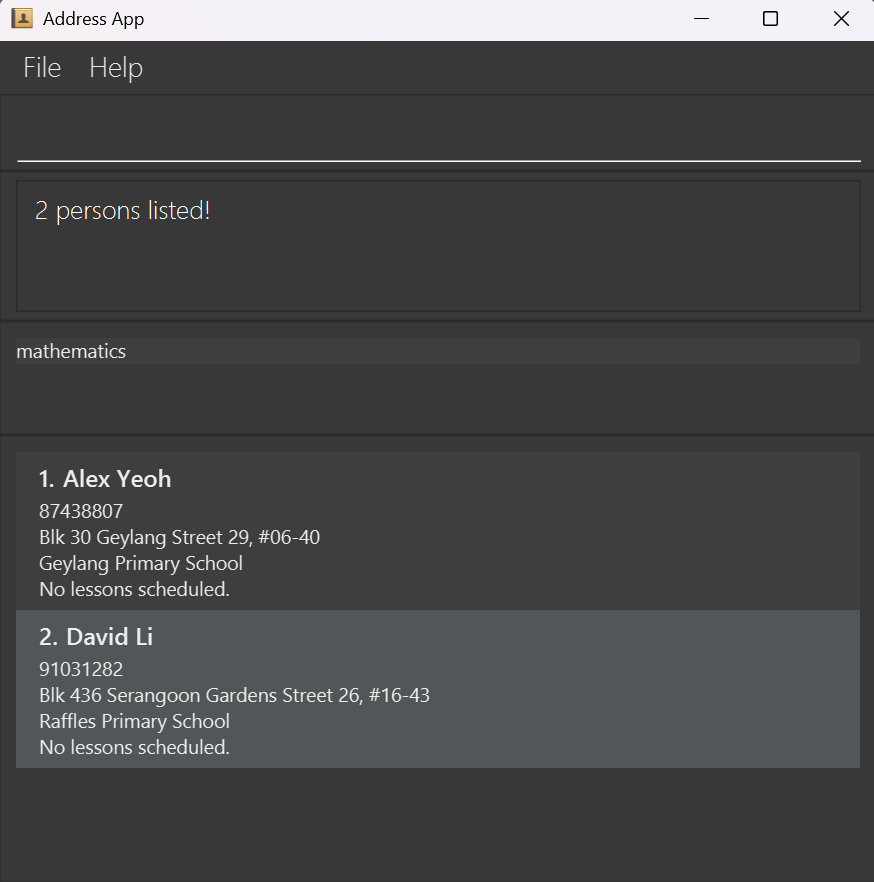 Address App
File Help
2 persons listed!
mathematics
1. Alex Yeoh
87438807
Blk 30 Geylang Street 29, #06-40
Geylang Primary School
No lessons scheduled.
2. David Li
91031282
Blk 436 Serangoon Gardens Street 26, #16-43
Raffles Primary School
No lessons scheduled.